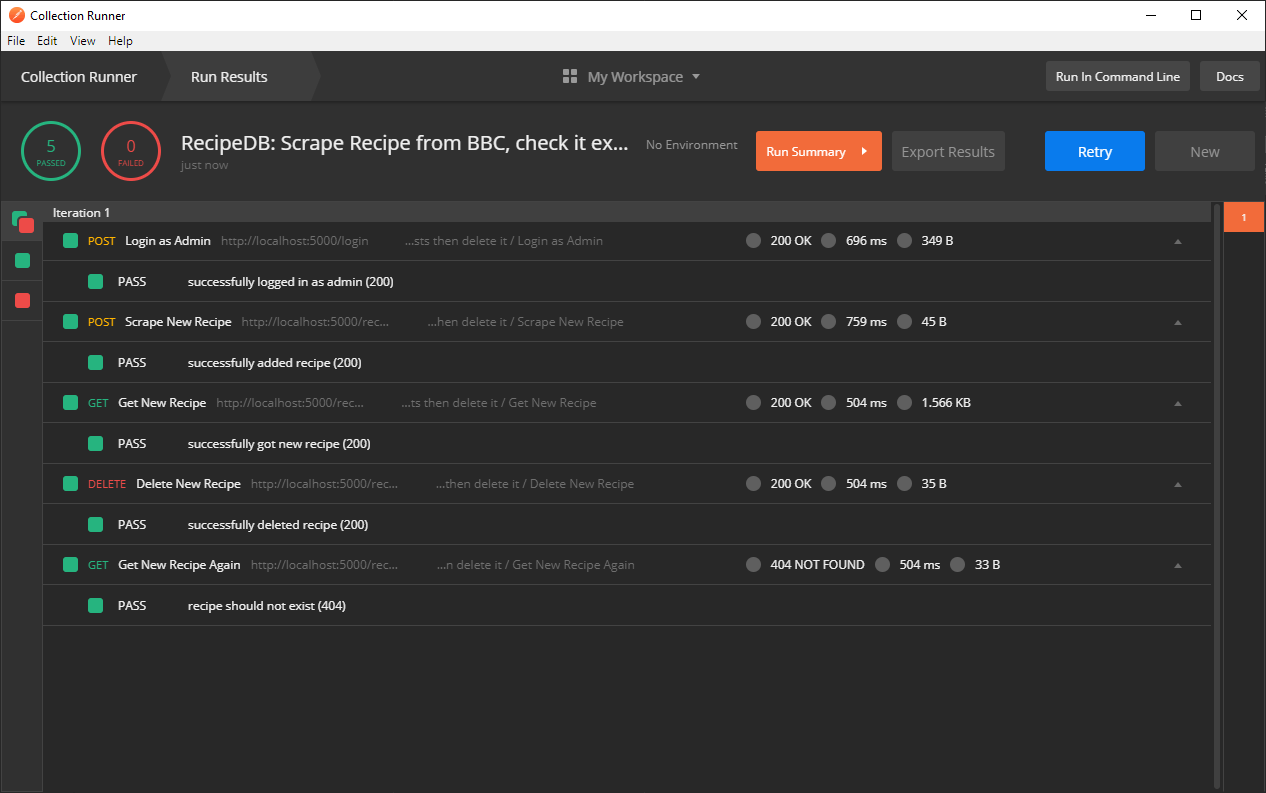 Collection Runner
File Edit View Help
Collection Runner Run Results My Workspace Run In Command Line Docs
5 PASSED 0 FAILED RecipeDB: Scrape Recipe from BBC, check it ex... No Environment Run Summary Export Results Retry New
just now
Iteration 1 1
POST Login as Admin http://localhost:5000/login ...sts then delete it / Login as Admin 200 OK 696 ms 349 B
PASS successfully logged in as admin (200)
POST Scrape New Recipe http://localhost:5000/rec... ...hen delete it / Scrape New Recipe 200 OK 759 ms 45 B
PASS successfully added recipe (200)
GET Get New Recipe http://localhost:5000/rec... ...ts then delete it / Get New Recipe 200 OK 504 ms 1.566 KB
PASS successfully got new recipe (200)
DELETE Delete New Recipe http://localhost:5000/rec... ...then delete it / Delete New Recipe 200 OK 504 ms 35 B
PASS successfully deleted recipe (200)
GET Get New Recipe Again http://localhost:5000/rec... ...n delete it / Get New Recipe Again 404 NOT FOUND 504 ms 33 B
PASS recipe should not exist (404)